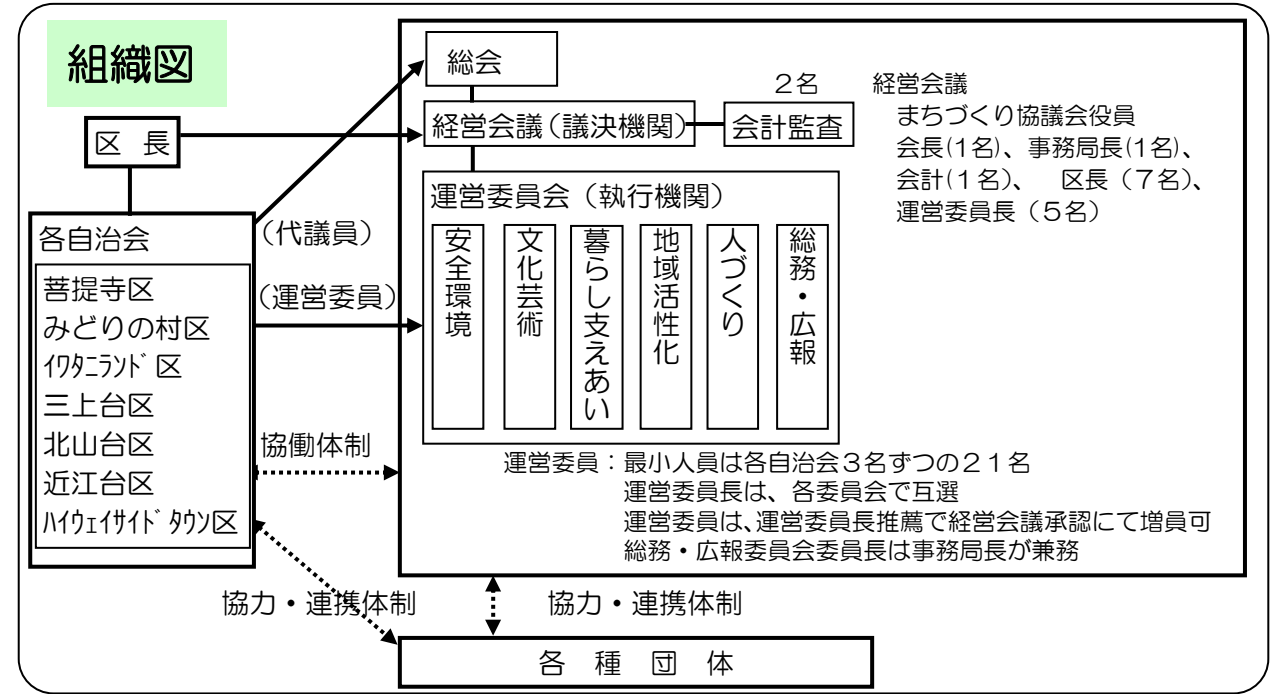 組織図
区 長
各自治会
菩提寺区
みどりの村区
ｲﾜﾀﾆﾗﾝﾄﾞ区
三上台区
北山台区
近江台区
ﾊｲｳｪｲｻｲﾄﾞﾀｳﾝ区
(代議員)
(運営委員)
協働体制
総会
経営会議(議決機関)
２名
会計監査
経営会議
まちづくり協議会役員
会長(1名)、事務局長(1名)、
会計(１名)、 区長（７名)、
運営委員長（５名）
運営委員会（執行機関）
安全環境
文化芸術
暮らし支えあい
地域活性化
人づくり
総務・広報
運営委員：最小人員は各自治会３名ずつの２１名
運営委員長は、各委員会で互選
運営委員は､運営委員長推薦で経営会議承認にて増員可
総務・広報委員会委員長は事務局長が兼務
協力・連携体制
協力・連携体制
各 種 団 体